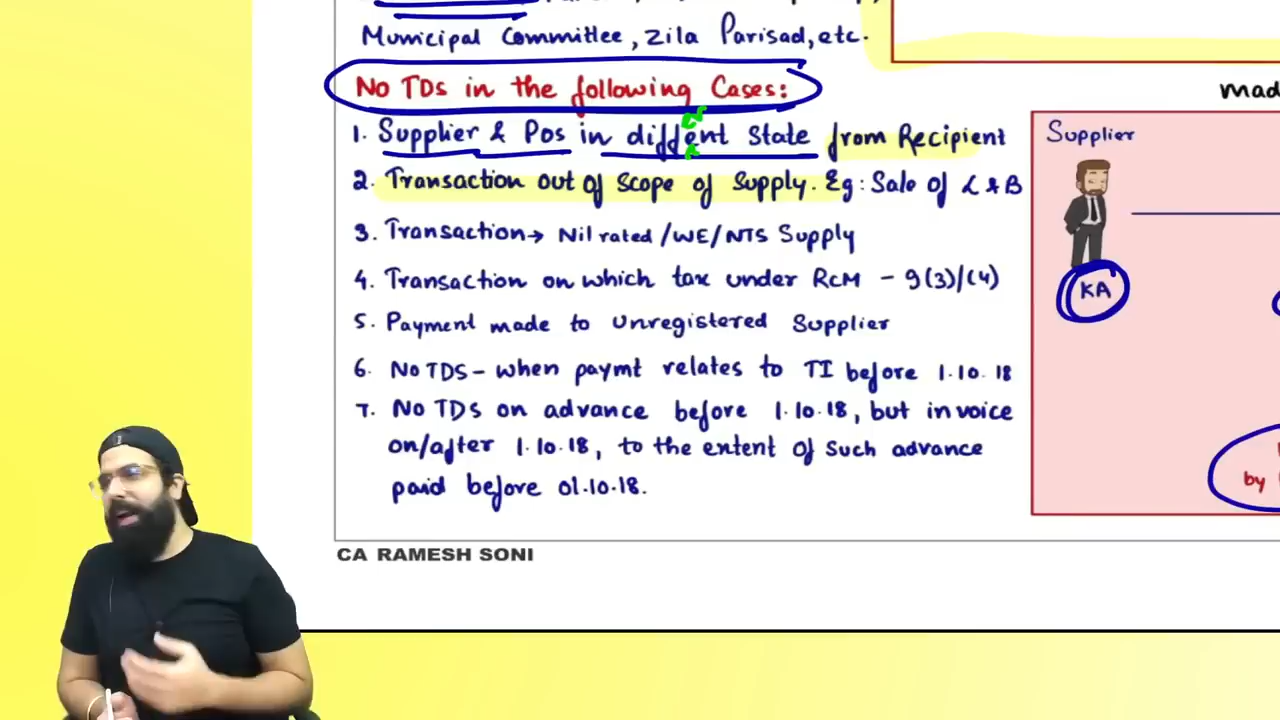 Municipal Committee, Zila Parisad, etc.
No TDS in the following Cases:
1. Supplier & Pos in different State from Recipient
2. Transaction out of Scope of Supply. Eg: Sale of L & B
3. Transaction → Nil rated/WE/NTS Supply
4. Transaction on which tax under RCM - 9(3)/(4)
5. Payment made to Unregistered Supplier
6. No TDS - when paymt relates to TI before 1.10.18
7. No TDS on advance before 1.10.18, but invoice
on/after 1.10.18, to the extent of Such advance
paid before 01.10.18.
CA RAMESH SONI
mad
Supplier
KA
by